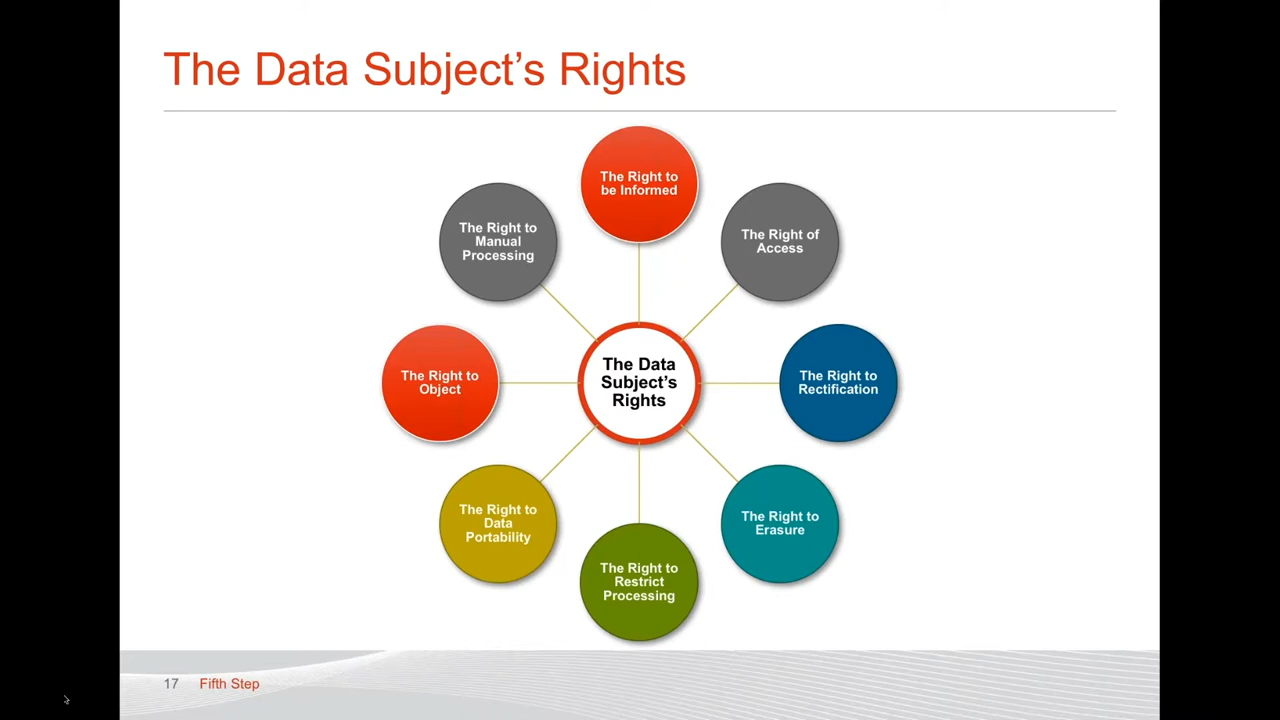 The Data Subject’s Rights
The Right to
be Informed
The Right of
Access
The Right to
Rectification
The Right to
Erasure
The Right to
Restrict
Processing
The Right to
Data
Portability
The Right to
Object
The Right to
Manual
Processing
The Data
Subject’s
Rights
17 Fifth Step